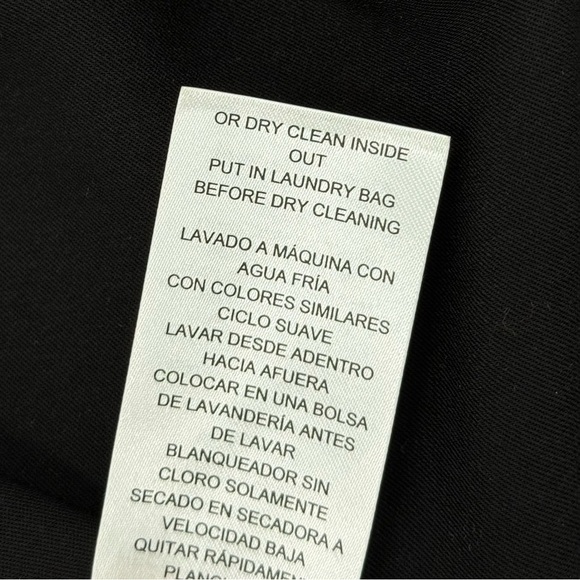 OR DRY CLEAN INSIDE
OUT
PUT IN LAUNDRY BAG
BEFORE DRY CLEANING
LAVADO A MÁQUINA CON
AGUA FRÍA
CON COLORES SIMILARES
CICLO SUAVE
LAVAR DESDE ADENTRO
HACIA AFUERA
COLOCAR EN UNA BOLSA
DE LAVANDERÍA ANTES
DE LAVAR
BLANQUEADOR SIN
CLORO SOLAMENTE
SECADO EN SECADORA A
VELOCIDAD BAJA
QUITAR